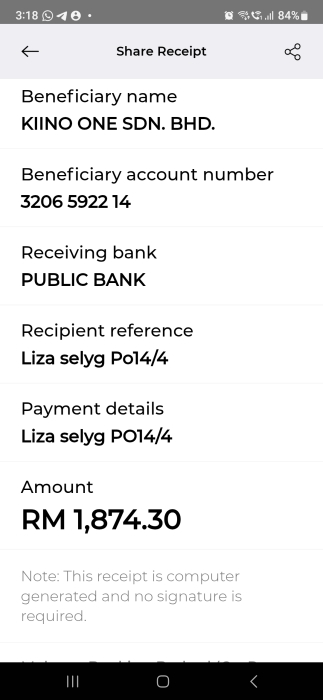 3:18
84%
Share Receipt
Beneficiary name
KIINO ONE SDN. BHD.
Beneficiary account number
3206 5922 14
Receiving bank
PUBLIC BANK
Recipient reference
Liza selyg Po14/4
Payment details
Liza selyg PO14/4
Amount
RM 1,874.30
Note: This receipt is computer
generated and no signature is
required.